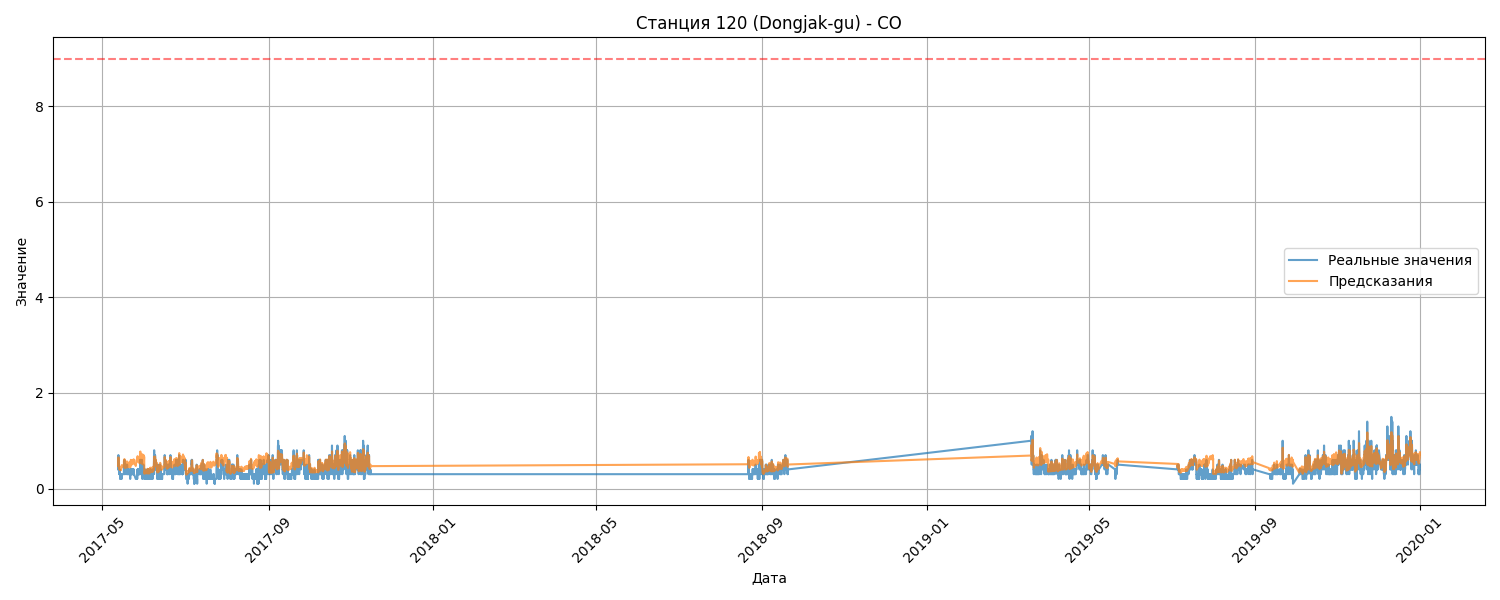 Станция 120 (Dongjak-gu) - CO
Значение
8
6
4
2
0
Реальные значения
Предсказания
2017-05
2017-09
2018-01
2018-05
2018-09
2019-01
2019-05
2019-09
2020-01
Дата